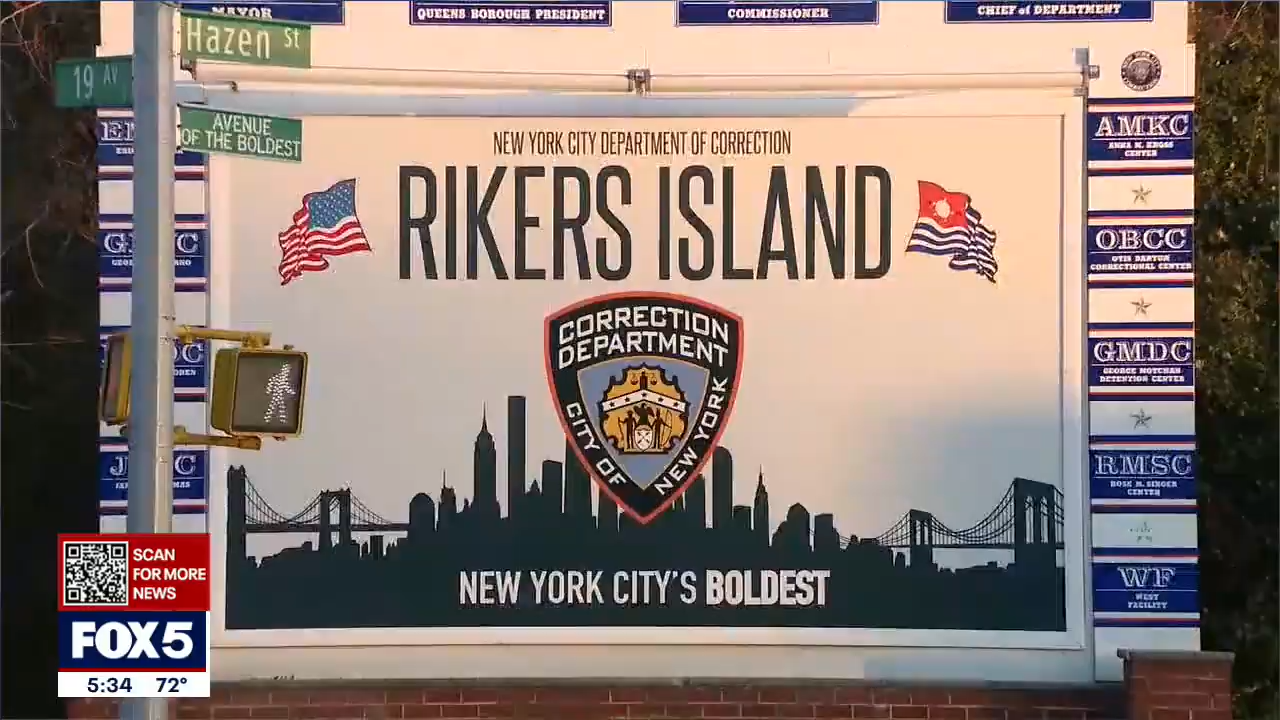 MAYOR
QUEENS BOROUGH PRESIDENT
COMMISSIONER
CHIEF of DEPARTMENT
Hazen St
19 AV
AVENUE
OF THE BOLDEST
NEW YORK CITY DEPARTMENT OF CORRECTION
RIKERS ISLAND
CORRECTION
DEPARTMENT
CITY OF
NEW YORK
NEW YORK CITY'S BOLDEST
AMKC
ANNA M. KROSS
CENTER
OBCC
OTIS BANTUM
CORRECTIONAL CENTER
GMDC
GEORGE MOTCHAN
DETENTION CENTER
RMSC
ROSE M. SINGER
CENTER
WF
WEST
FACILITY
SCAN
FOR MORE
NEWS
FOX5
5:34 72°